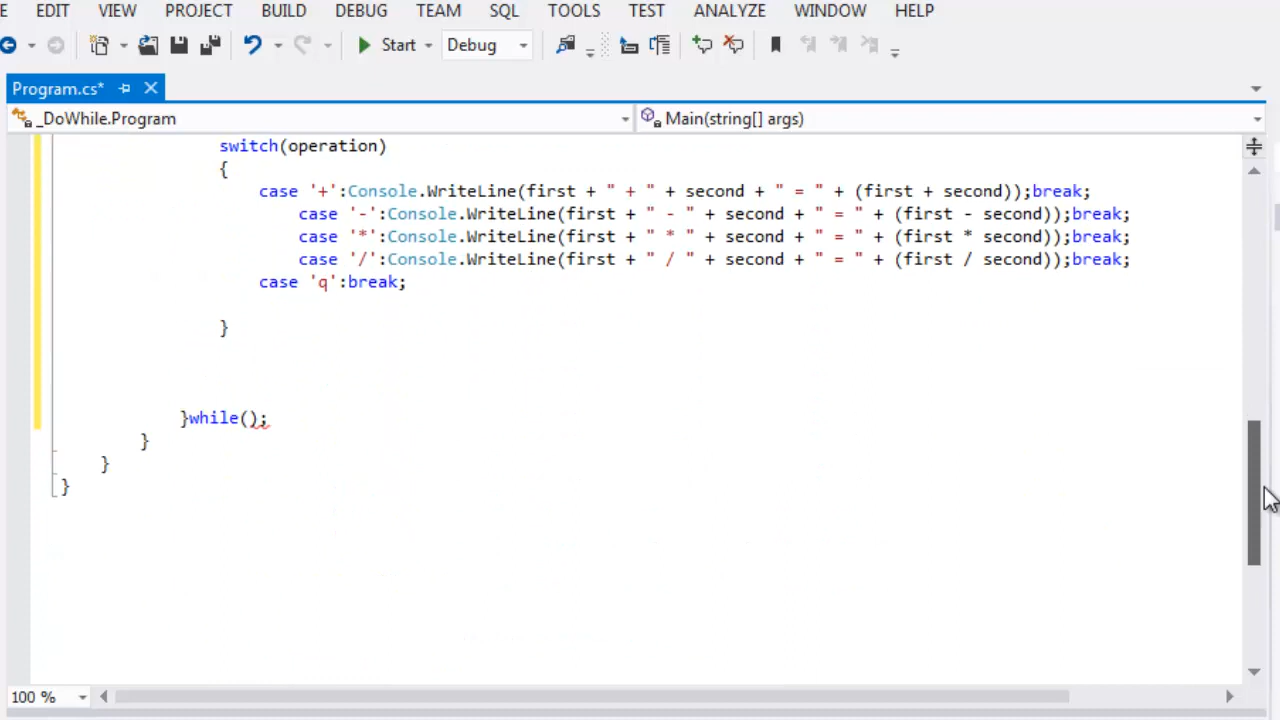 E EDIT VIEW PROJECT BUILD DEBUG TEAM SQL TOOLS TEST ANALYZE WINDOW HELP
Start Debug
Program.cs*
_DoWhile.Program Main(string[] args)
switch(operation)
{
case '+':Console.WriteLine(first + " + " + second + " = " + (first + second));break;
case '-':Console.WriteLine(first + " - " + second + " = " + (first - second));break;
case '*':Console.WriteLine(first + " * " + second + " = " + (first * second));break;
case '/':Console.WriteLine(first + " / " + second + " = " + (first / second));break;
case 'q':break;
}
}while();
}
}
}
100 %